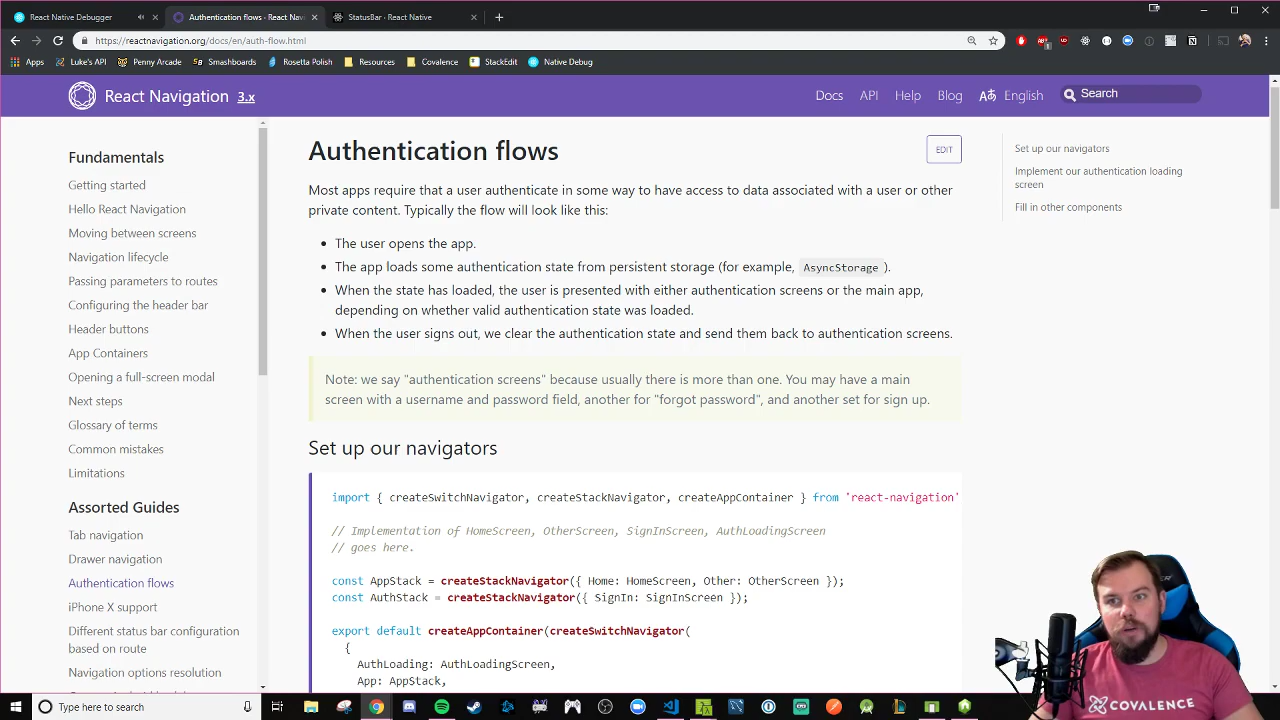 React Native Debugger
Authentication flows · React Navi
StatusBar · React Native
https://reactnavigation.org/docs/en/auth-flow.html
Apps
Luke's API
Penny Arcade
Smashboards
Rosetta Polish
Resources
Covalence
StackEdit
Native Debug
React Navigation 3.x
Docs
API
Help
Blog
English
Search
Fundamentals
Getting started
Hello React Navigation
Moving between screens
Navigation lifecycle
Passing parameters to routes
Configuring the header bar
Header buttons
App Containers
Opening a full-screen modal
Next steps
Glossary of terms
Common mistakes
Limitations
Assorted Guides
Tab navigation
Drawer navigation
Authentication flows
iPhone X support
Different status bar configuration
based on route
Navigation options resolution
Authentication flows
EDIT
Most apps require that a user authenticate in some way to have access to data associated with a user or other
private content. Typically the flow will look like this:
• The user opens the app.
• The app loads some authentication state from persistent storage (for example, AsyncStorage ).
• When the state has loaded, the user is presented with either authentication screens or the main app,
depending on whether valid authentication state was loaded.
• When the user signs out, we clear the authentication state and send them back to authentication screens.
Note: we say "authentication screens" because usually there is more than one. You may have a main
screen with a username and password field, another for "forgot password", and another set for sign up.
Set up our navigators
import { createSwitchNavigator, createStackNavigator, createAppContainer } from 'react-navigation'
// Implementation of HomeScreen, OtherScreen, SignInScreen, AuthLoadingScreen
// goes here.
const AppStack = createStackNavigator({ Home: HomeScreen, Other: OtherScreen });
const AuthStack = createStackNavigator({ SignIn: SignInScreen });
export default createAppContainer(createSwitchNavigator(
{
AuthLoading: AuthLoadingScreen,
App: AppStack,
Set up our navigators
Implement our authentication loading
screen
Fill in other components
COVALENCE
Type here to search